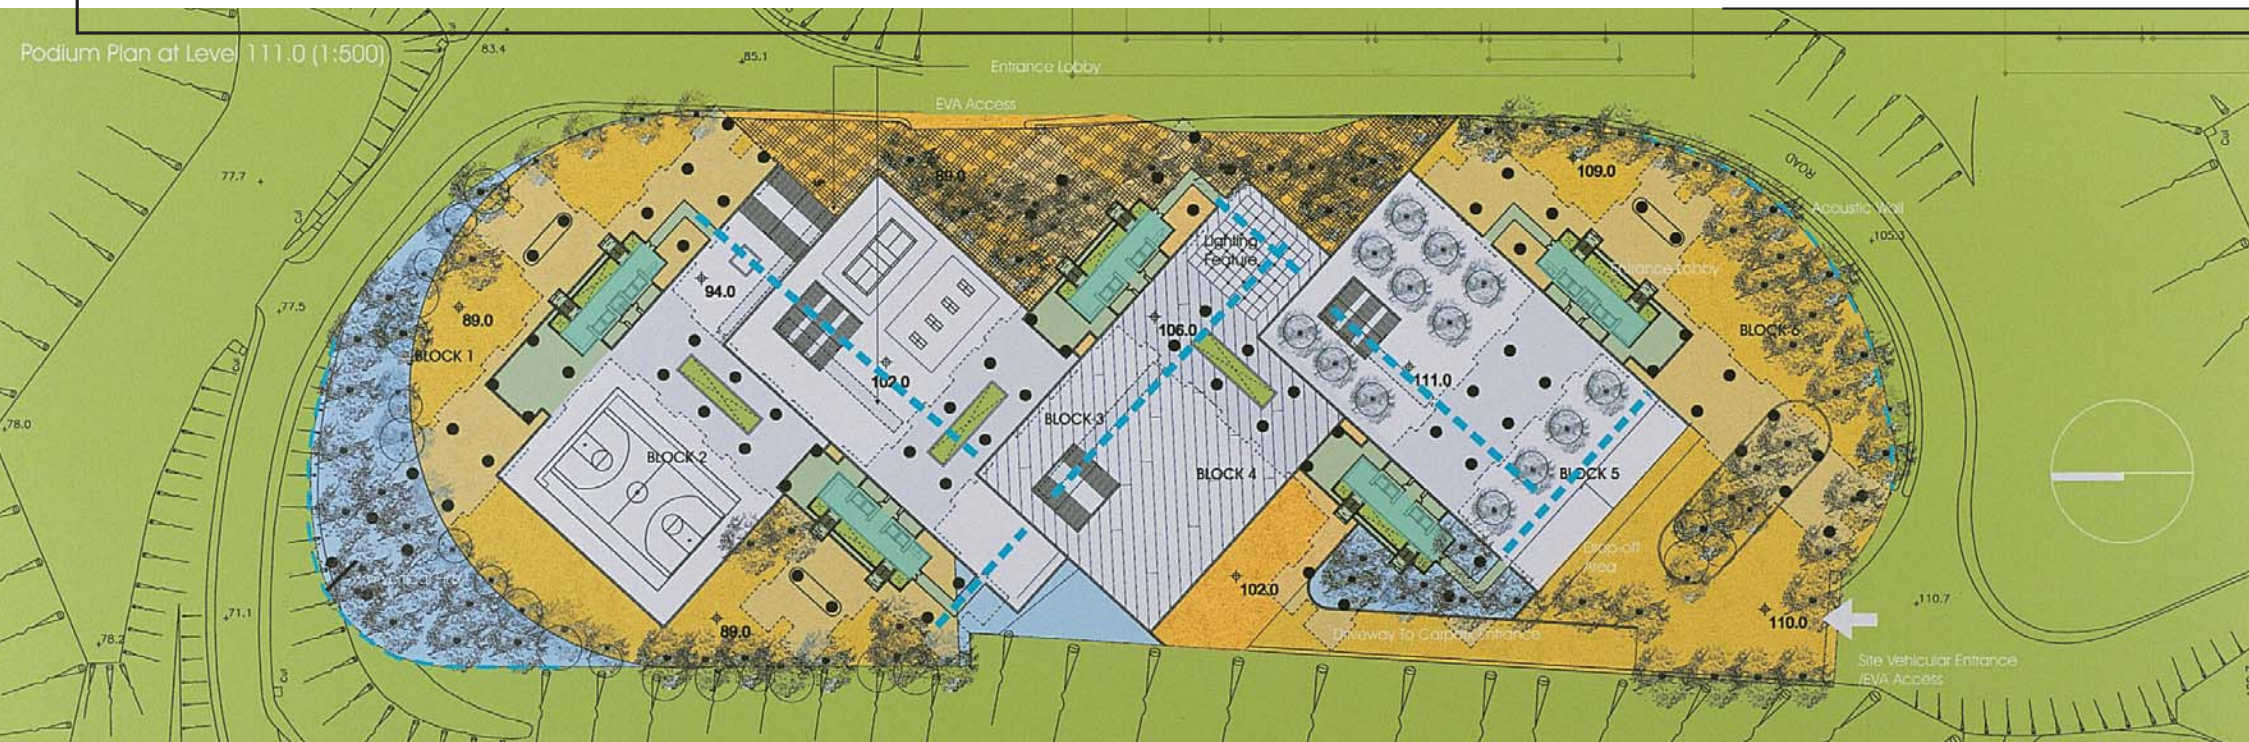 Podium Plan at Level 111.0 (1:500)
83.4
85.1
Entrance Lobby
EVA Access
77.7
89.0
109.0
ROAD
Acoustic Wall
105.3
Lighting
Feature
Entrance Lobby
94.0
77.5
89.0
106.0
BLOCK 6
BLOCK 1
102.0
111.0
78.0
BLOCK 3
BLOCK 2
BLOCK 4
BLOCK 5
Drop-off
Area
102.0
71.1
78.2
89.0
110.7
110.0
Driveway To Carpark Entrance
Site Vehicular Entrance
/EVA Access